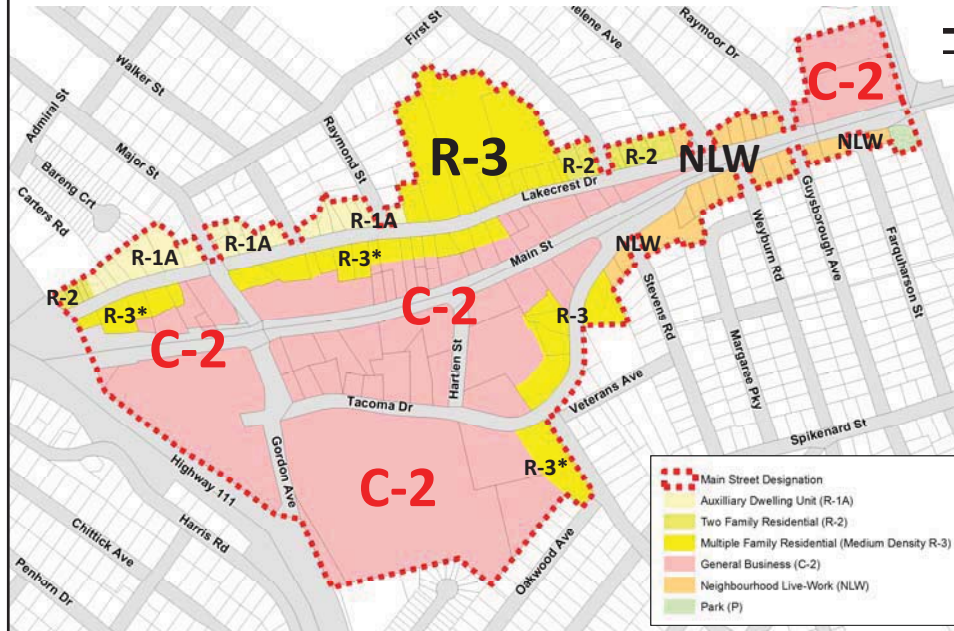 First St
Helene Ave
Raymoor Dr
Walker St
C-2
Admiral St
Raymond St
Major St
R-3
R-2
R-2
NLW
NLW
Bareng Crt
Lakecrest Dr
Carters Rd
R-1A
R-1A
R-1A
R-3*
Main St
NLW
Weyburn Rd
Guysborough Ave
Farquharson St
R-2
R-3*
C-2
C-2
R-3
Stevens Rd
Hartlen St
Margaree Pky
Veterans Ave
Tacoma Dr
Spikenard St
Gordon Ave
C-2
R-3*
Highway 111
Harris Rd
Oakwood Ave
Chittick Ave
Penhorn Dr
Main Street Designation
Auxilliary Dwelling Unit (R-1A)
Two Family Residential (R-2)
Multiple Family Residential (Medium Density R-3)
General Business (C-2)
Neighbourhood Live-Work (NLW)
Park (P)